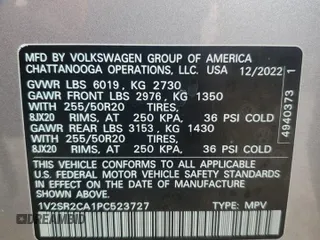 MFD. BY VOLKSWAGEN GROUP OF AMERICA
CHATTANOOGA OPERATIONS, LLC. USA 12/2022
GVWR LBS 6019, KG 2730
GAWR FRONT LBS 2976, KG 1350
WITH 255/50R20 TIRES,
8JX20 RIMS, AT 250 KPA/ 36 PSI COLD
GAWR REAR LBS 3153, KG 1430
WITH 255/50R20 TIRES,
8JX20 RIMS, AT 250 KPA/ 36 PSI COLD
THIS VEHICLE CONFORMS TO ALL APPLICABLE
U.S. FEDERAL MOTOR VEHICLE SAFETY STANDARDS
IN EFFECT ON THE DATE OF MANUFACTURE
SHOWN ABOVE.
1V2SR2CA1PC523727 TYPE: MPV
4940373 1